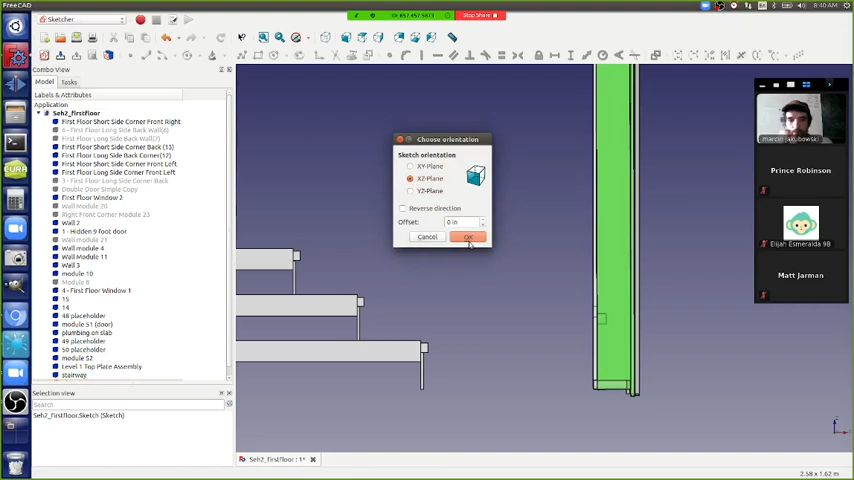 FreeCAD
ID: 657 457 5873
Stop Share
En
8:40 AM
Sketcher
Combo View
Model
Tasks
Labels & Attributes
Application
Seh2_firstfloor
First Floor Short Side Corner Front Right
6 - First Floor Long Side Back Wall(6)
First Floor Long Side Back Wall(7)
First Floor Short Side Corner Back (13)
First Floor Long Side Back Corner(12)
First Floor Short Side Corner Front Left
First Floor Long Side Corner Front Left
3 - First Floor Long Side Corner Back
Double Door Simple Copy
First Floor Window 2
Wall Module 20
Right Front Corner Module 23
Wall 2
1 - Hidden 9 foot door
Wall module 21
Wall module 4
Wall Module 11
Wall 3
module 10
Module 8
4 - First Floor Window 1
15
14
48 placeholder
module 51 (door)
plumbing on slab
49 placeholder
50 placeholder
module 52
Level 1 Top Plate Assembly
stairway
Selection view
Search
Seh2_firstfloor.Sketch (Sketch)
Choose orientation
Sketch orientation
XY-Plane
XZ-Plane
YZ-Plane
Reverse direction
Offset:
0 in
Cancel
OK
marcin jakubowski
Prince Robinson
Elijah Esmeralda 9B
Matt Jarman
Seh2_firstfloor : 1*
2.58 x 1.62 m